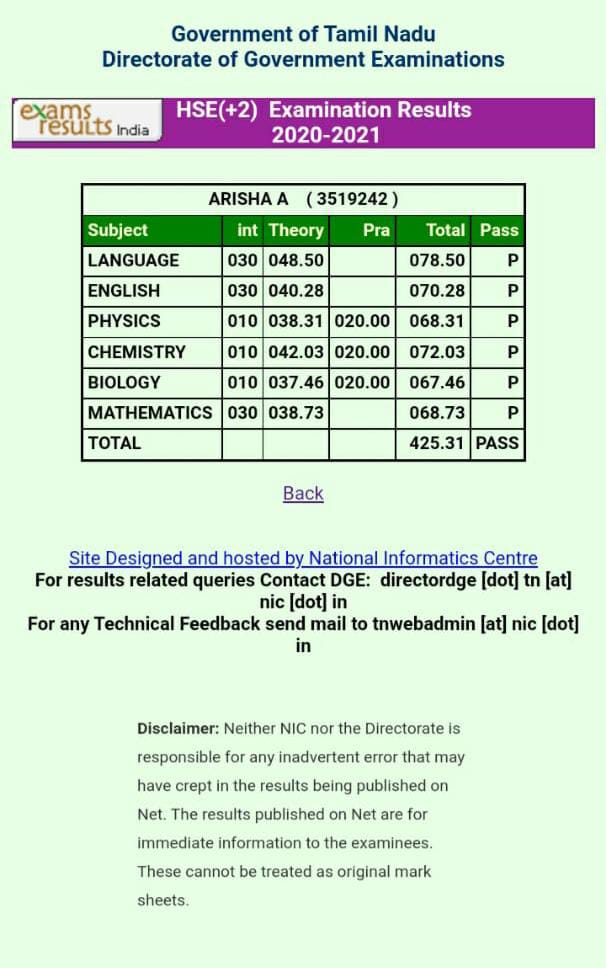 Government of Tamil Nadu
Directorate of Government Examinations
exams results India
HSE(+2) Examination Results
2020-2021
ARISHA A ( 3519242 )
Subject int Theory Pra Total Pass
LANGUAGE 030 048.50 078.50 P
ENGLISH 030 040.28 070.28 P
PHYSICS 010 038.31 020.00 068.31 P
CHEMISTRY 010 042.03 020.00 072.03 P
BIOLOGY 010 037.46 020.00 067.46 P
MATHEMATICS 030 038.73 068.73 P
TOTAL 425.31 PASS
Back
Site Designed and hosted by National Informatics Centre
For results related queries Contact DGE: directordge [dot] tn [at]
nic [dot] in
For any Technical Feedback send mail to tnwebadmin [at] nic [dot]
in
Disclaimer: Neither NIC nor the Directorate is
responsible for any inadvertent error that may
have crept in the results being published on
Net. The results published on Net are for
immediate information to the examinees.
These cannot be treated as original mark
sheets.